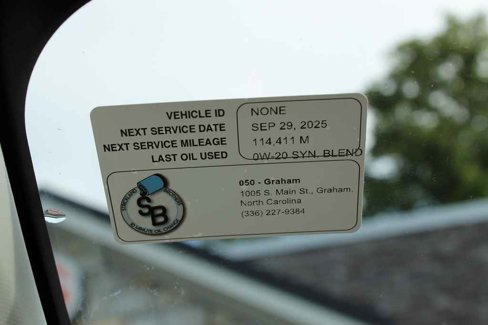 VEHICLE ID NONE
NEXT SERVICE DATE SEP 29, 2025
NEXT SERVICE MILEAGE 114,411 M
LAST OIL USED 0W-20 SYN. BLEND
SB
050 - Graham
1005 S. Main St., Graham,
North Carolina
(336) 227-9384